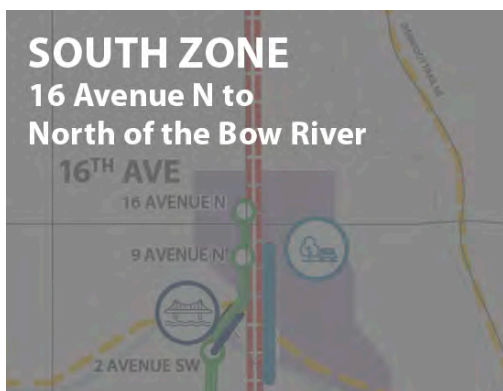 SOUTH ZONE
16 Avenue N to
North of the Bow River
16TH AVE
16 AVENUE N
9 AVENUE N
2 AVENUE SW